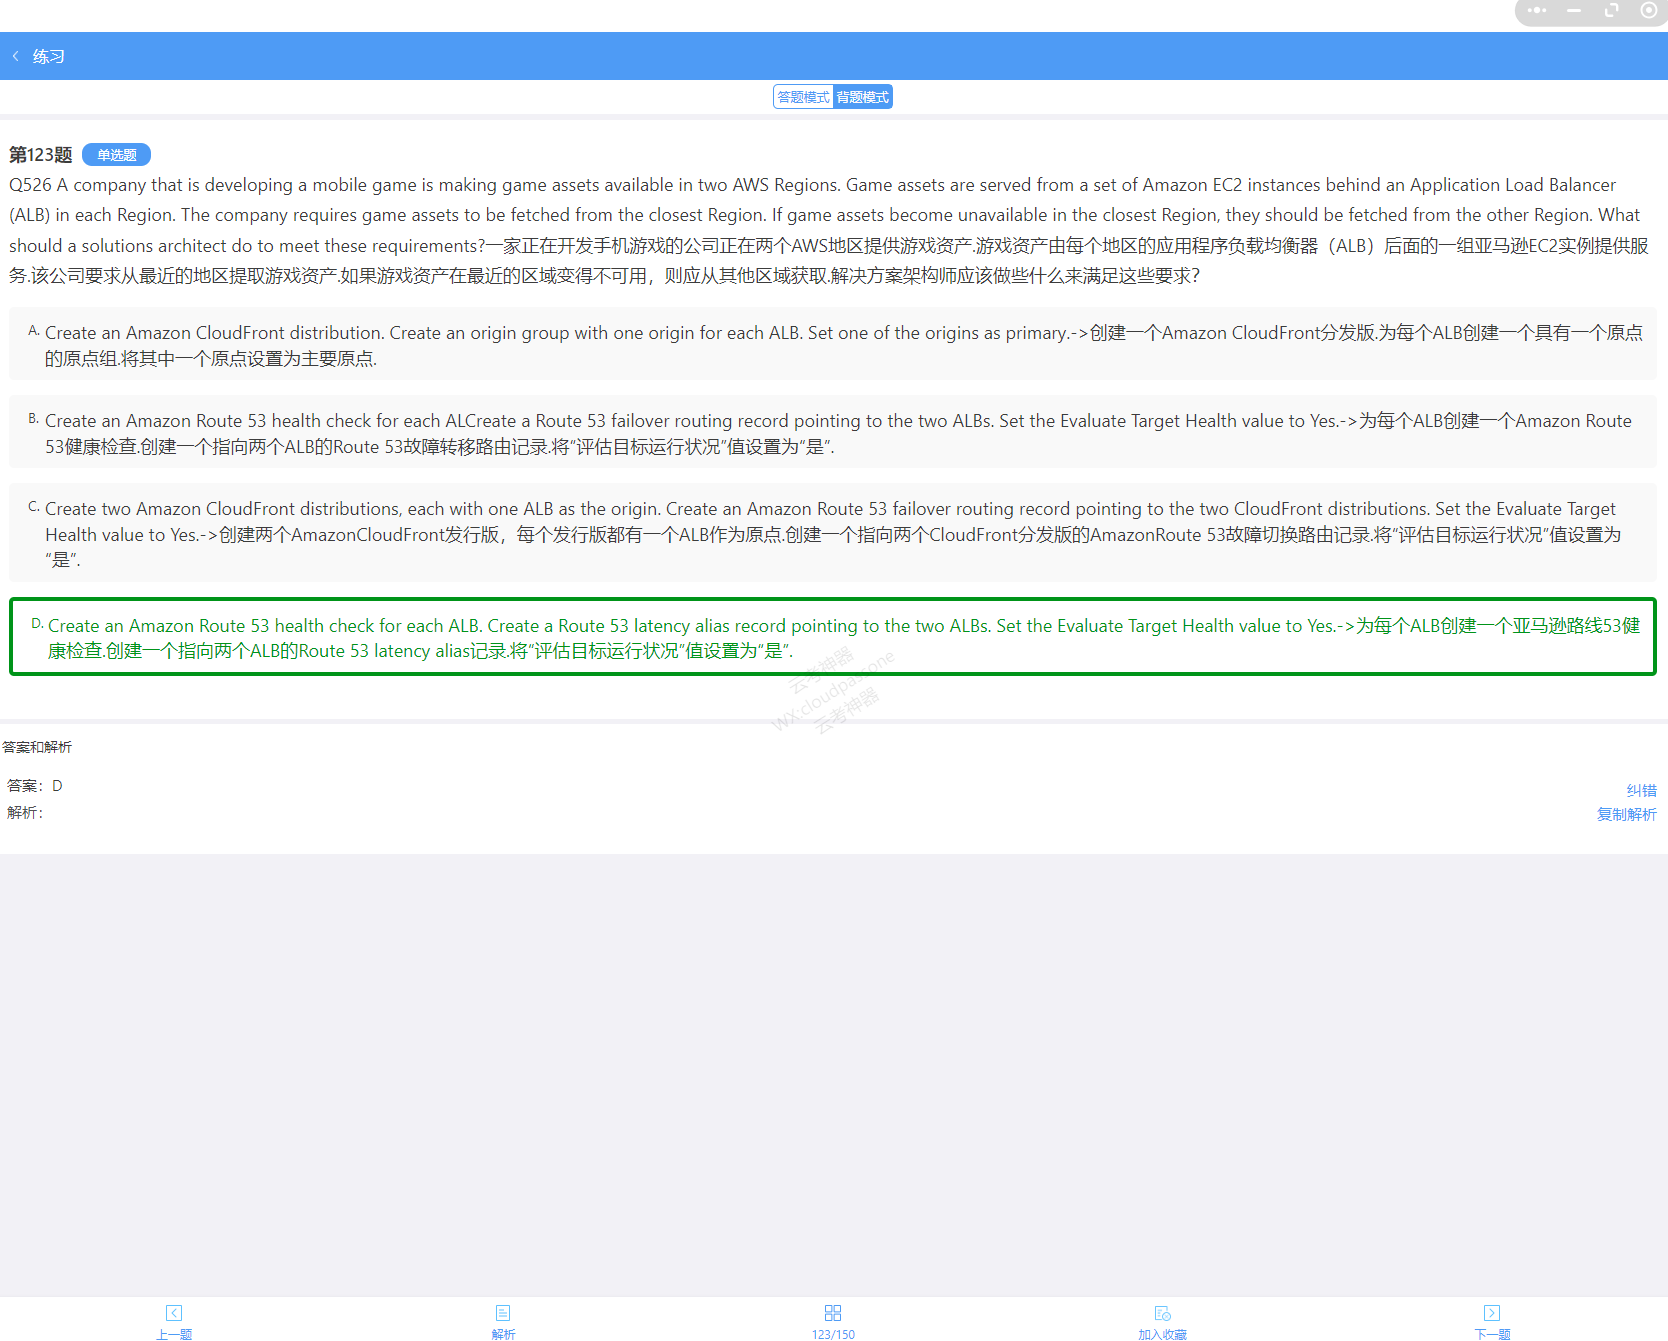 练习
答题模式 背题模式
第123题 单选题
Q526 A company that is developing a mobile game is making game assets available in two AWS Regions. Game assets are served from a set of Amazon EC2 instances behind an Application Load Balancer
(ALB) in each Region. The company requires game assets to be fetched from the closest Region. If game assets become unavailable in the closest Region, they should be fetched from the other Region. What
should a solutions architect do to meet these requirements?一家正在开发手机游戏的公司正在两个AWS地区提供游戏资产.游戏资产由每个地区的应用程序负载均衡器（ALB）后面的一组亚马逊EC2实例提供服
务.该公司要求从最近的地区提取游戏资产.如果游戏资产在最近的区域变得不可用，则应从其他区域获取.解决方案架构师应该做些什么来满足这些要求?
A. Create an Amazon CloudFront distribution. Create an origin group with one origin for each ALB. Set one of the origins as primary.->创建一个Amazon CloudFront分发版.为每个ALB创建一个具有一个原点
的原点组.将其中一个原点设置为主要原点.
B. Create an Amazon Route 53 health check for each ALCreate a Route 53 failover routing record pointing to the two ALBs. Set the Evaluate Target Health value to Yes.->为每个ALB创建一个Amazon Route
53健康检查.创建一个指向两个ALB的Route 53故障转移路由记录.将“评估目标运行状况”值设置为“是”.
C. Create two Amazon CloudFront distributions, each with one ALB as the origin. Create an Amazon Route 53 failover routing record pointing to the two CloudFront distributions. Set the Evaluate Target
Health value to Yes.->创建两个AmazonCloudFront发行版，每个发行版都有一个ALB作为原点.创建一个指向两个CloudFront分发版的AmazonRoute 53故障切换路由记录.将“评估目标运行状况”值设置为
“是”.
D. Create an Amazon Route 53 health check for each ALB. Create a Route 53 latency alias record pointing to the two ALBs. Set the Evaluate Target Health value to Yes.->为每个ALB创建一个亚马逊路线53健
康检查.创建一个指向两个ALB的Route 53 latency alias记录.将“评估目标运行状况”值设置为“是”.
云考神器
WX:cloudpassone
云考神器
答案和解析
答案：D
解析：
纠错
复制解析
上一题 解析 123/150 加入收藏 下一题